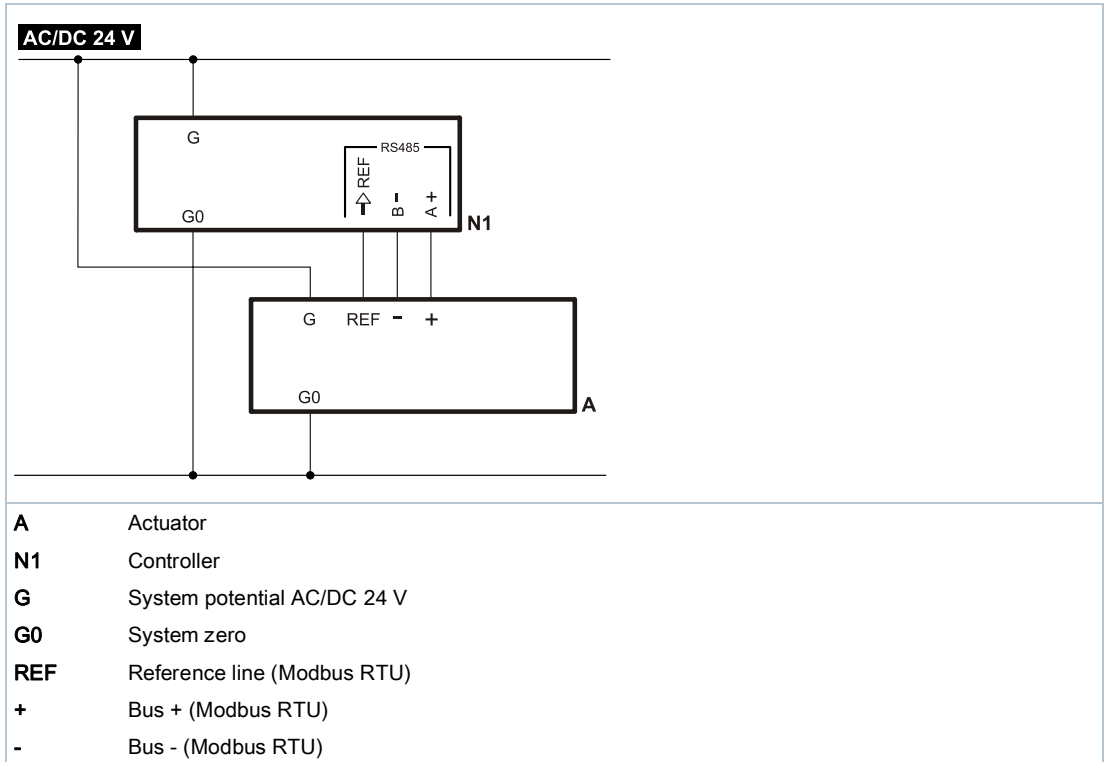 AC/DC 24 V
G
RS485
REF
B -
A +
G0
N1
G REF - +
G0
A
A Actuator
N1 Controller
G System potential AC/DC 24 V
G0 System zero
REF Reference line (Modbus RTU)
+ Bus + (Modbus RTU)
- Bus - (Modbus RTU)